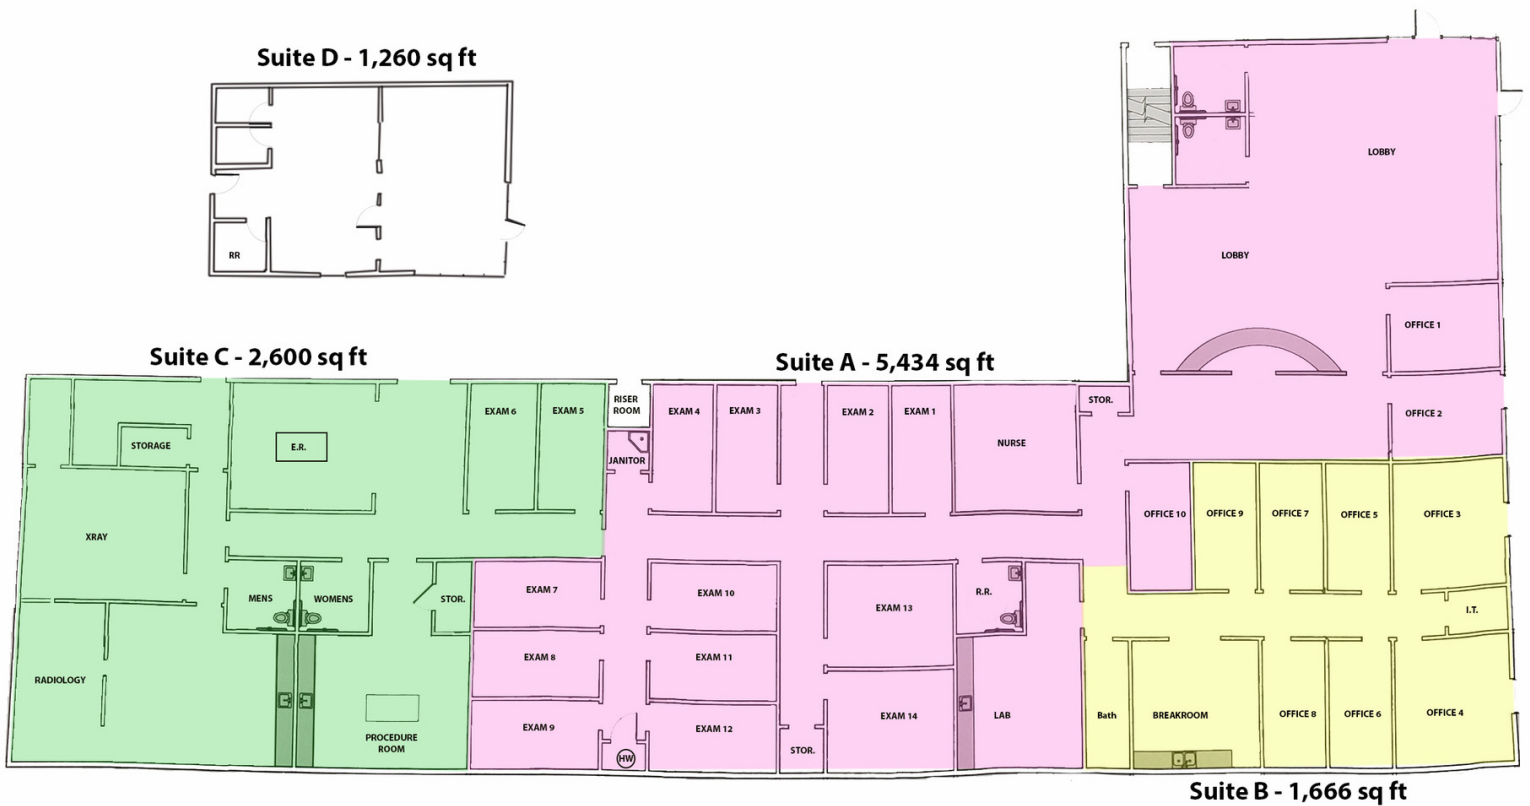 Suite D - 1,260 sq ft
RR
LOBBY
LOBBY
OFFICE 1
OFFICE 2
Suite C - 2,600 sq ft
Suite A - 5,434 sq ft
STORAGE
E.R.
EXAM 6
EXAM 5
RISER
ROOM
JANITOR
EXAM 4
EXAM 3
EXAM 2
EXAM 1
NURSE
STOR.
XRAY
OFFICE 10
OFFICE 9
OFFICE 7
OFFICE 5
OFFICE 3
MENS
WOMENS
STOR.
EXAM 7
EXAM 10
EXAM 13
R.R.
I.T.
RADIOLOGY
EXAM 8
EXAM 11
PROCEDURE
ROOM
EXAM 9
HW
EXAM 12
STOR.
EXAM 14
LAB
Bath
BREAKROOM
OFFICE 8
OFFICE 6
OFFICE 4
Suite B - 1,666 sq ft